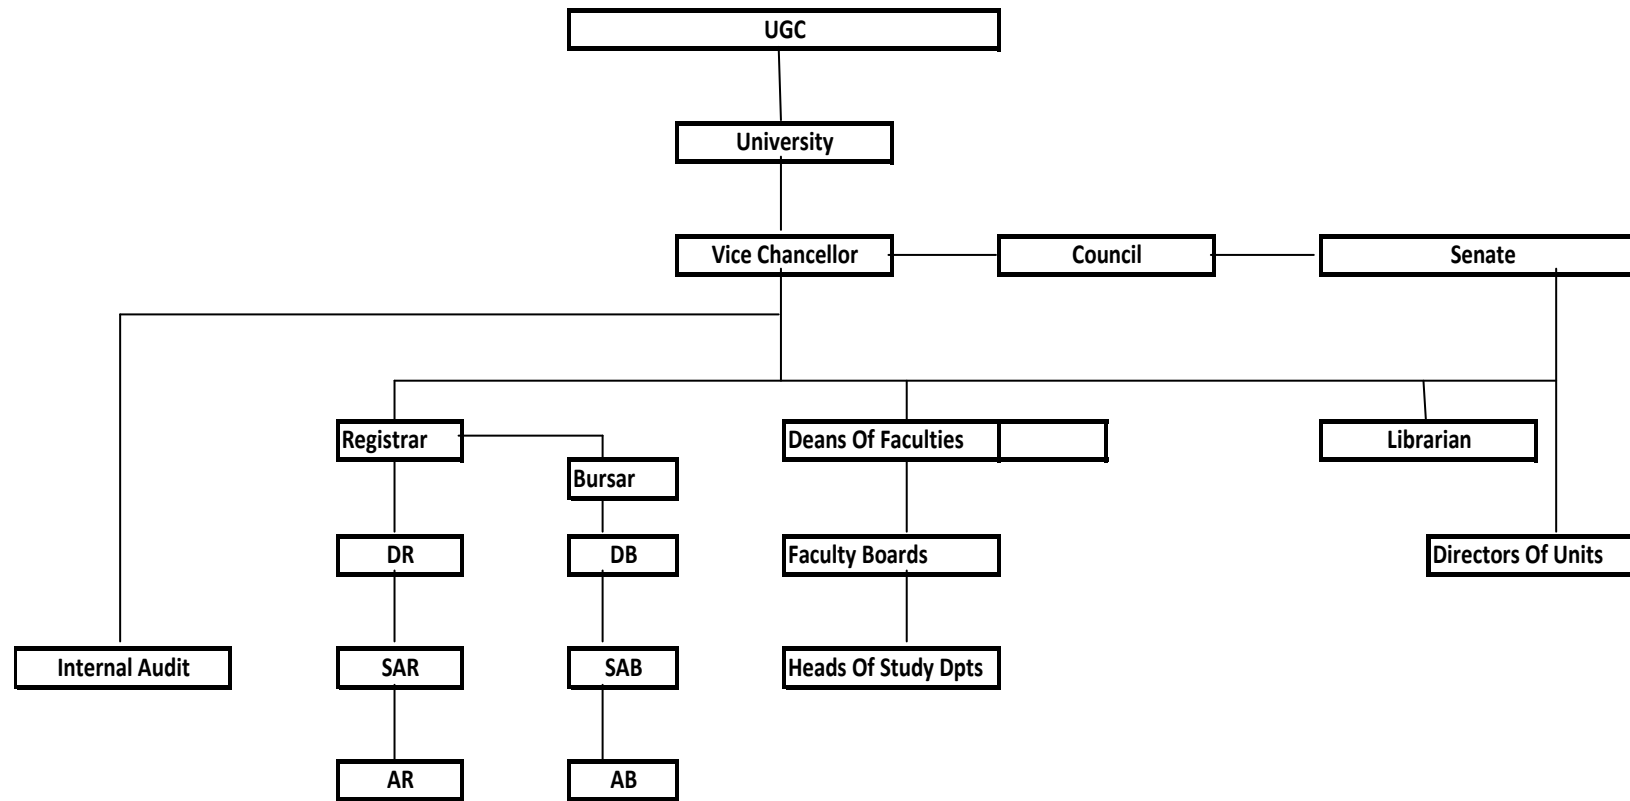 UGC
University
Vice Chancellor
Council
Senate
Registrar
Deans Of Faculties
Librarian
Bursar
DR
DB
Faculty Boards
Directors Of Units
Internal Audit
SAR
SAB
Heads Of Study Dpts
AR
AB